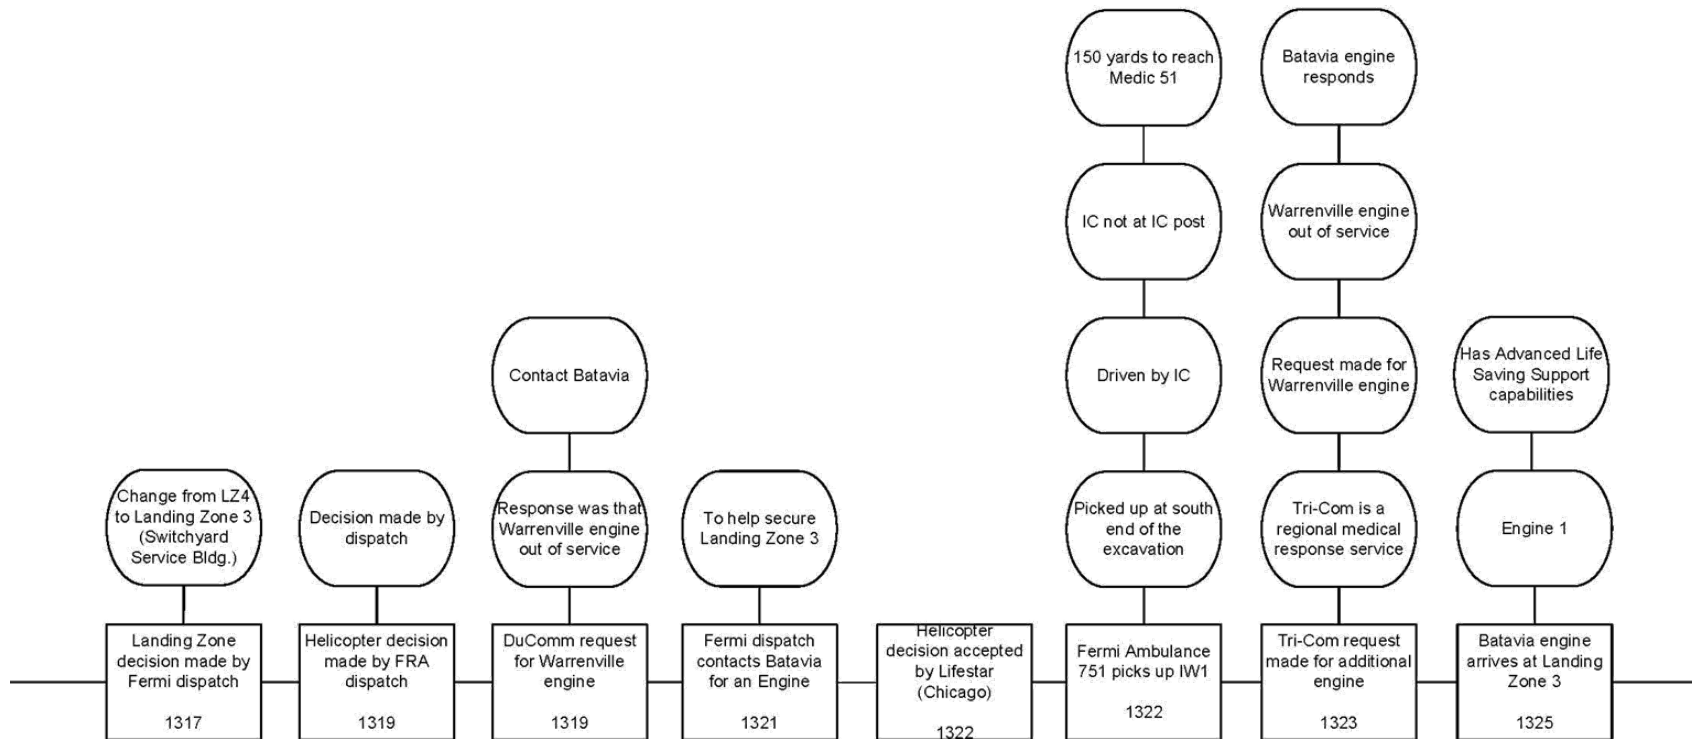 150 yards to reach
Medic 51
Batavia engine
responds
IC not at IC post
Warrenville engine
out of service
Contact Batavia
Driven by IC
Request made for
Warrenville engine
Has Advanced Life
Saving Support
capabilities
Change from LZ4
to Landing Zone 3
(Switchyard
Service Bldg.)
Decision made by
dispatch
Response was that
Warrenville engine
out of service
To help secure
Landing Zone 3
Picked up at south
end of the
excavation
Tri-Com is a
regional medical
response service
Engine 1
Landing Zone
decision made by
Fermi dispatch
1317
Helicopter decision
made by FRA
dispatch
1319
DuComm request
for Warrenville
engine
1319
Fermi dispatch
contacts Batavia
for an Engine
1321
Helicopter
decision accepted
by Lifestar
(Chicago)
1322
Fermi Ambulance
751 picks up IW1
1322
Tri-Com request
made for additional
engine
1323
Batavia engine
arrives at Landing
Zone 3
1325